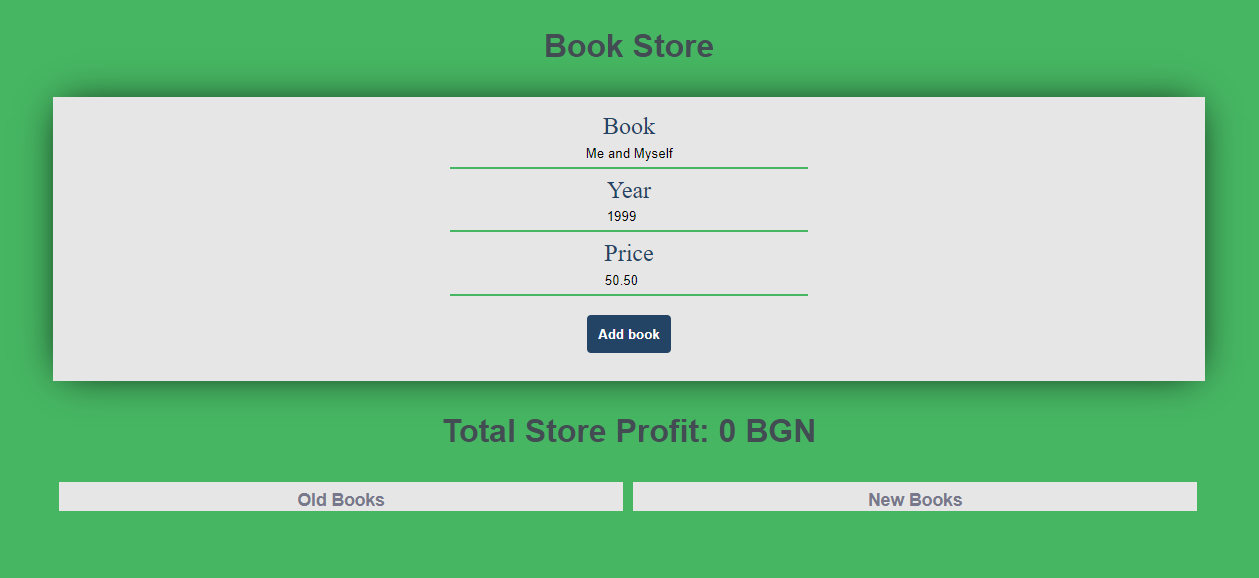 Book Store
Book
Me and Myself
Year
1999
Price
50.50
Add book
Total Store Profit: 0 BGN
Old Books
New Books